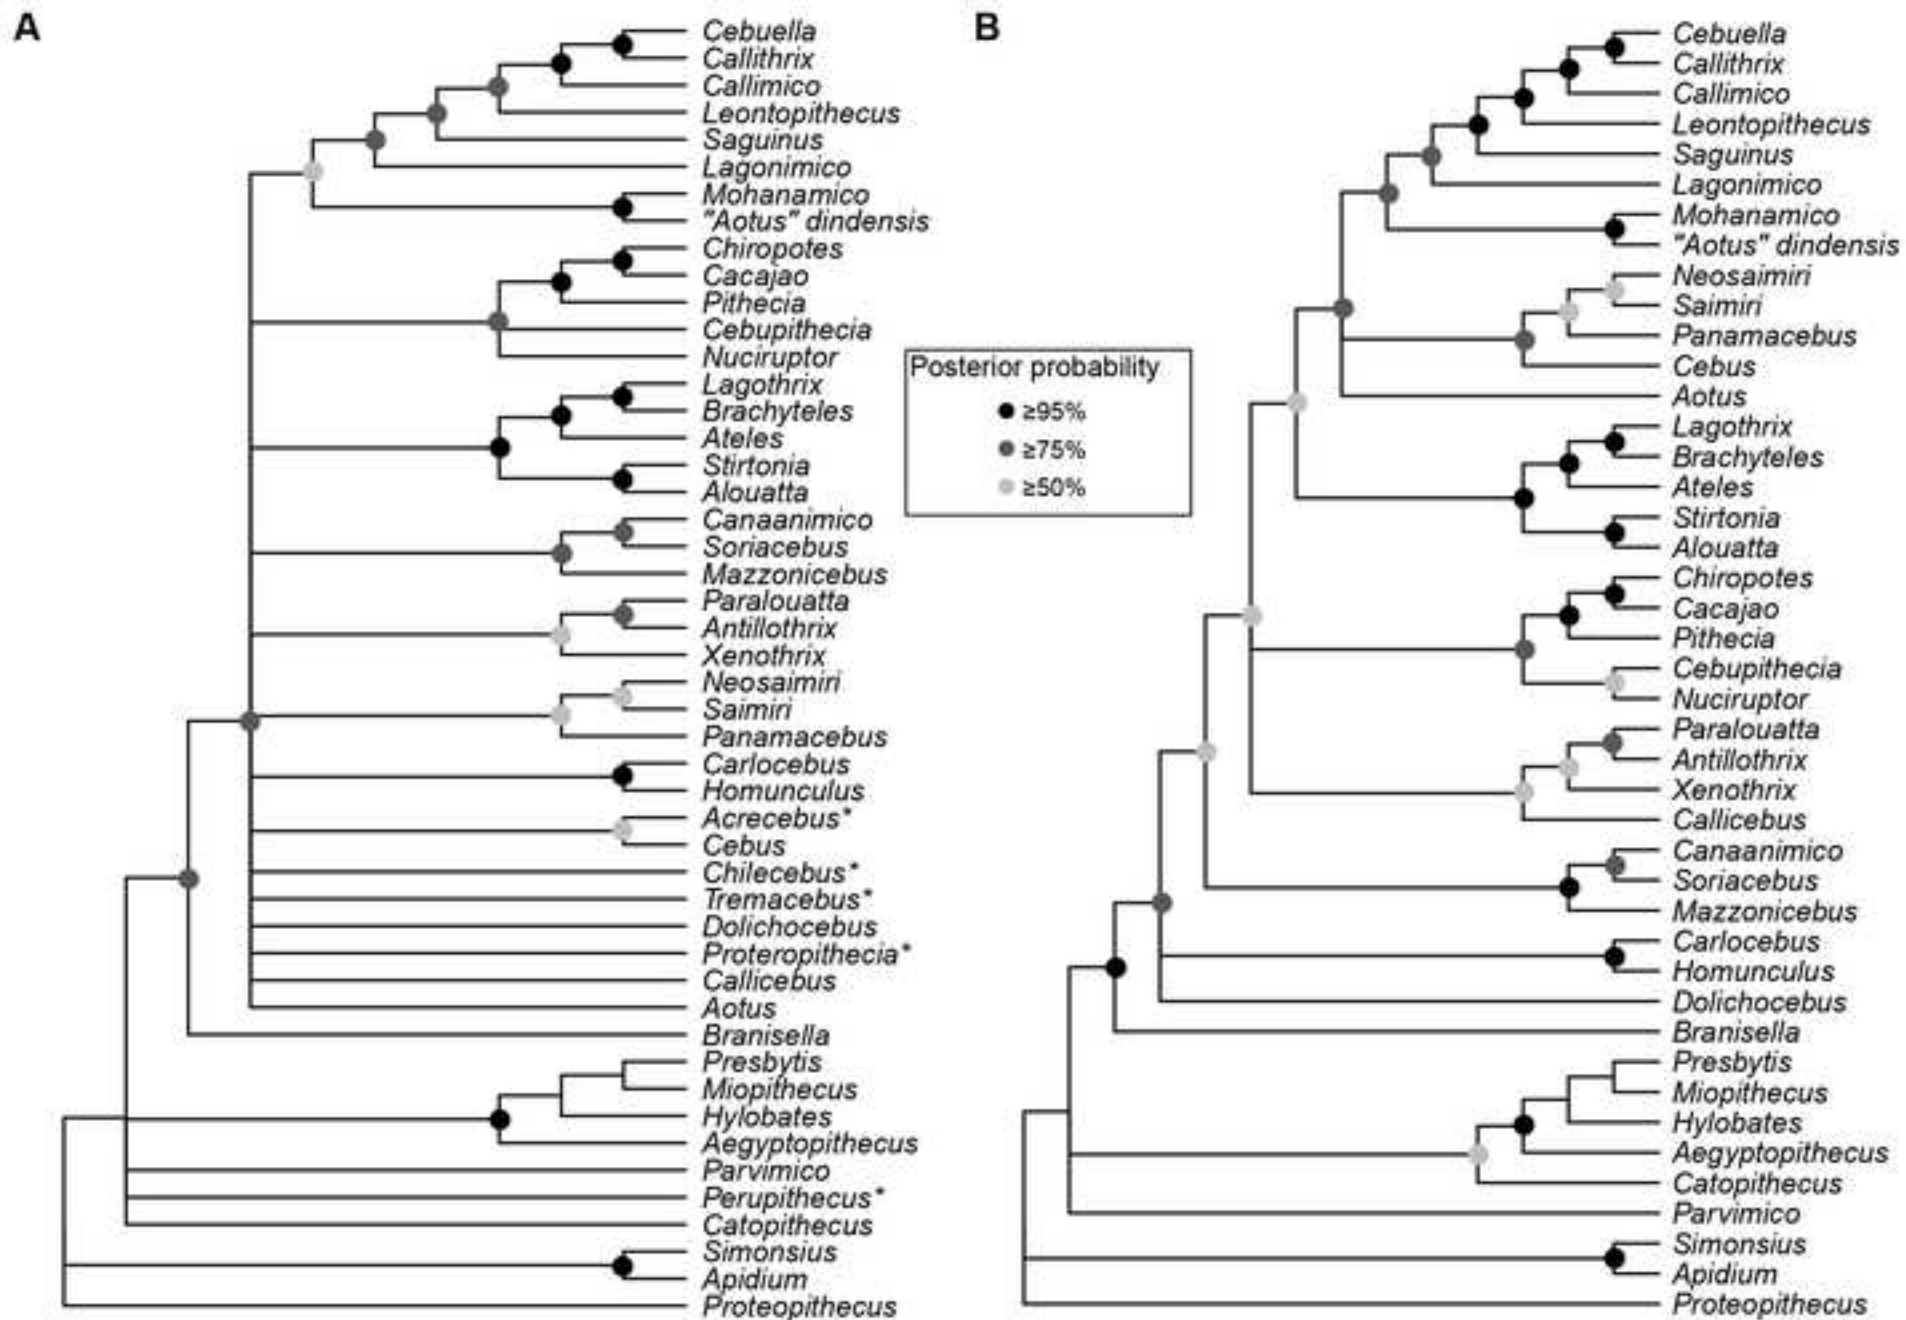 A
Cebuella
Callithrix
Callimico
Leontopithecus
Saguinus
Lagonimico
Mohanamico
"Aotus" dindensis
Chiropotes
Cacajao
Pithecia
Cebupithecia
Nuciruptor
Lagothrix
Brachyteles
Ateles
Stirtonia
Alouatta
Canaanimico
Soriacebus
Mazzonicebus
Paralouatta
Antillothrix
Xenothrix
Neosaimiri
Saimiri
Panamacebus
Carlocebus
Homunculus
Acrecebus*
Cebus
Chilecebus*
Tremacebus*
Dolichocebus
Proteropithecia*
Callicebus
Aotus
Branisella
Presbytis
Miopithecus
Hylobates
Aegyptopithecus
Parvimico
Perupithecus*
Catopithecus
Simonsius
Apidium
Proteopithecus
Posterior probability
≥95%
≥75%
≥50%
B
Cebuella
Callithrix
Callimico
Leontopithecus
Saguinus
Lagonimico
Mohanamico
"Aotus" dindensis
Neosaimiri
Saimiri
Panamacebus
Cebus
Aotus
Lagothrix
Brachyteles
Ateles
Stirtonia
Alouatta
Chiropotes
Cacajao
Pithecia
Cebupithecia
Nuciruptor
Paralouatta
Antillothrix
Xenothrix
Callicebus
Canaanimico
Soriacebus
Mazzonicebus
Carlocebus
Homunculus
Dolichocebus
Branisella
Presbytis
Miopithecus
Hylobates
Aegyptopithecus
Catopithecus
Parvimico
Simonsius
Apidium
Proteopithecus